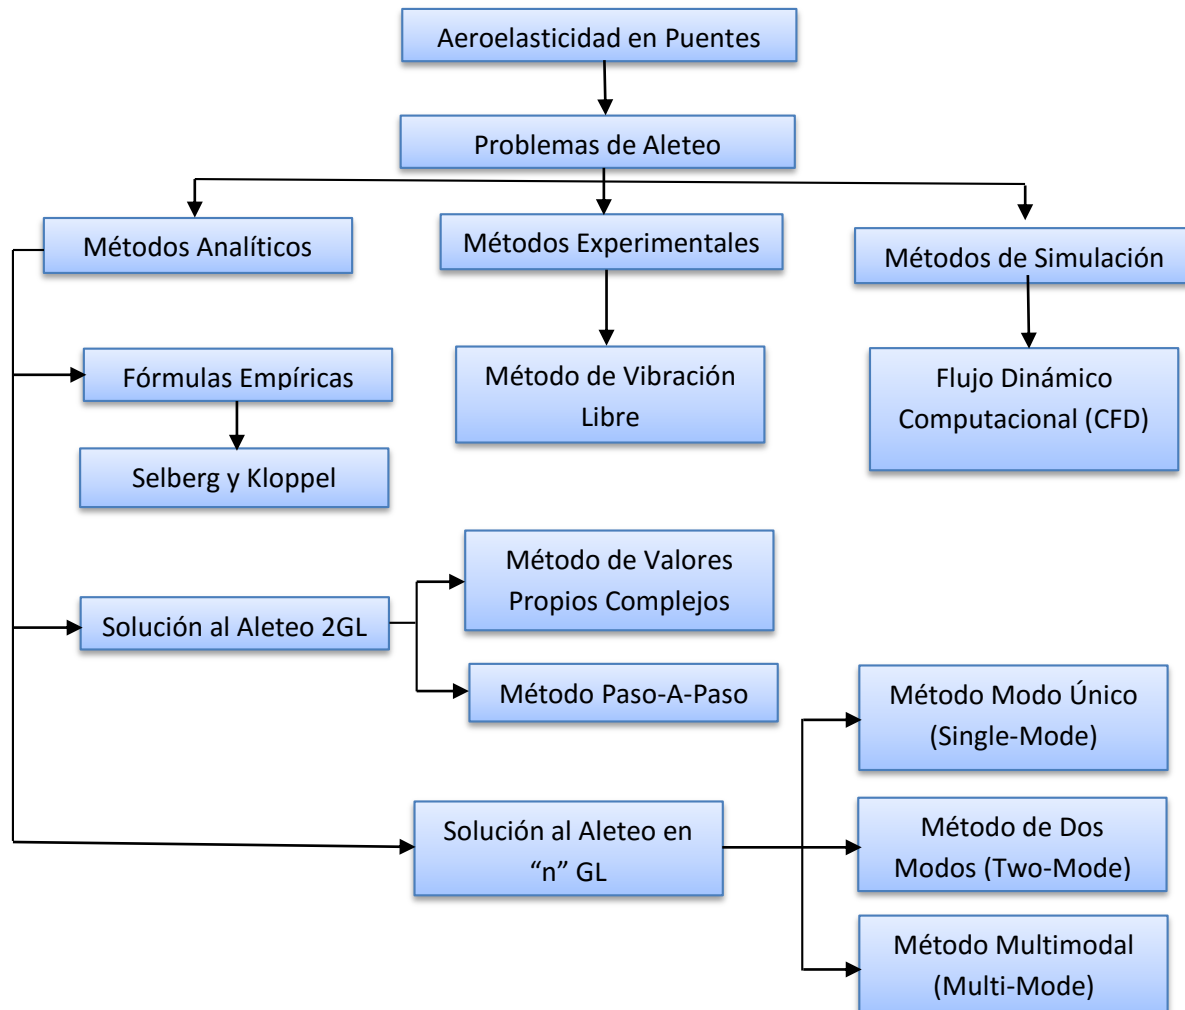 Aeroelasticidad en Puentes
Problemas de Aleteo
Métodos Analíticos
Métodos Experimentales
Métodos de Simulación
Fórmulas Empíricas
Método de Vibración
Libre
Flujo Dinámico
Computacional (CFD)
Selberg y Kloppel
Solución al Aleteo 2GL
Método de Valores
Propios Complejos
Método Paso-A-Paso
Solución al Aleteo en
“n” GL
Método Modo Único
(Single-Mode)
Método de Dos
Modos (Two-Mode)
Método Multimodal
(Multi-Mode)